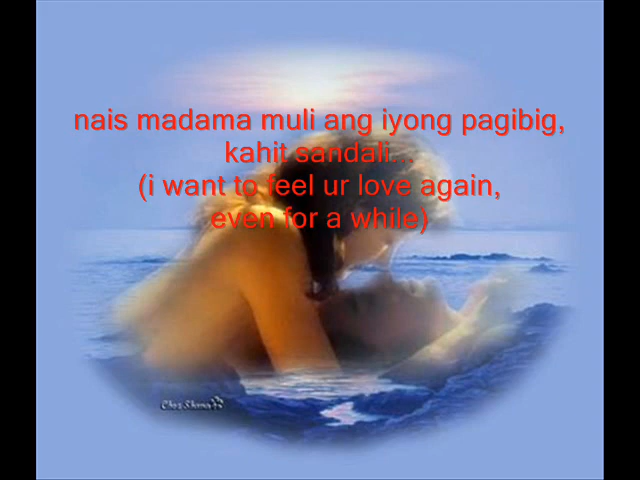 nais madama muli ang iyong pagibig,
kahit sandali...
(i want to feel ur love again,
even for a while)